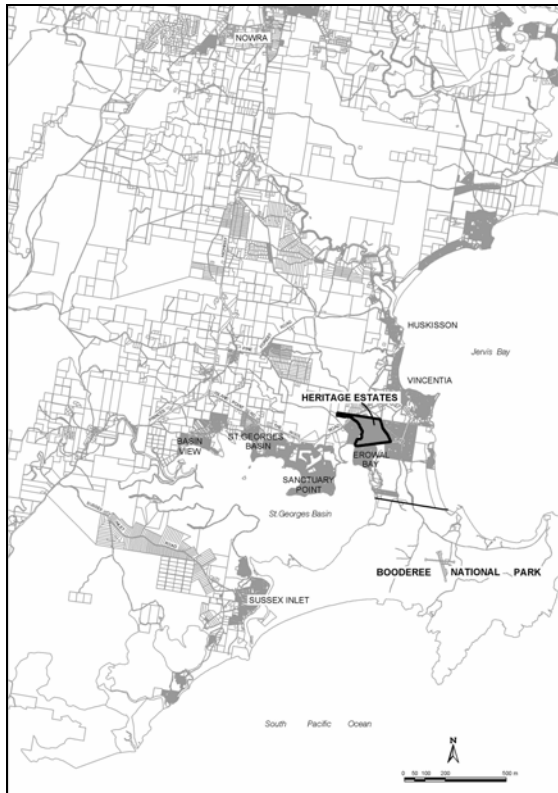 NOWRA
HUSKISSON
Jervis Bay
VINCENTIA
HERITAGE ESTATES
BASIN
VIEW
ST.GEORGES
BASIN
EROWAL
BAY
SANCTUARY
POINT
St.Georges Basin
BOODEREE NATIONAL PARK
SUSSEX INLET
South Pacific Ocean
N
0 50 100 200 500 m